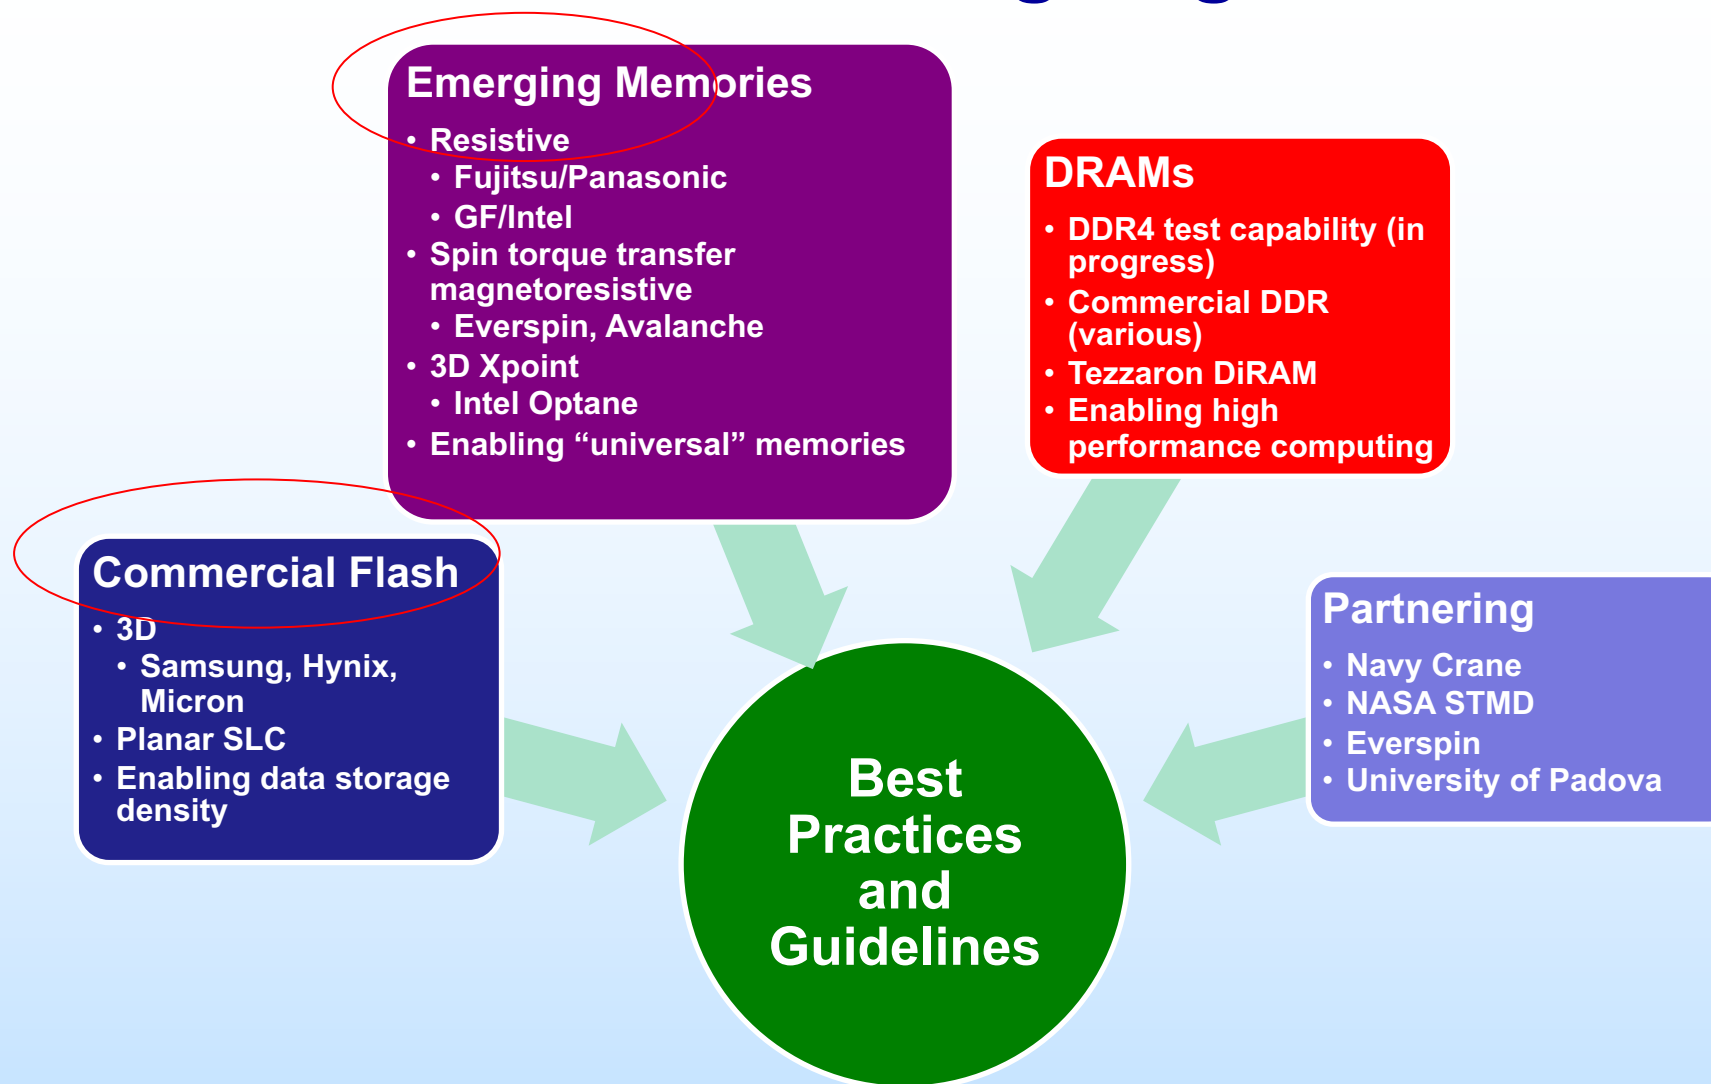 Emerging Memories
• Resistive
• Fujitsu/Panasonic
• GF/Intel
• Spin torque transfer
magnetoresistive
• Everspin, Avalanche
• 3D Xpoint
• Intel Optane
• Enabling “universal” memories
DRAMs
• DDR4 test capability (in
progress)
• Commercial DDR
(various)
• Tezzaron DiRAM
• Enabling high
performance computing
Commercial Flash
• 3D
• Samsung, Hynix,
Micron
• Planar SLC
• Enabling data storage
density
Partnering
• Navy Crane
• NASA STMD
• Everspin
• University of Padova
Best
Practices
and
Guidelines